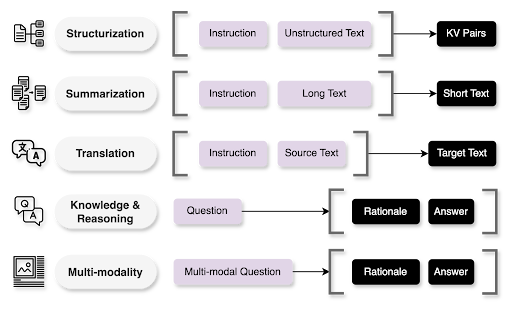 Structurization Instruction Unstructured Text KV Pairs
Summarization Instruction Long Text Short Text
文 A
Translation Instruction Source Text Target Text
Q A
Knowledge &
Reasoning
Question Rationale Answer
Multi-modality Multi-modal Question Rationale Answer